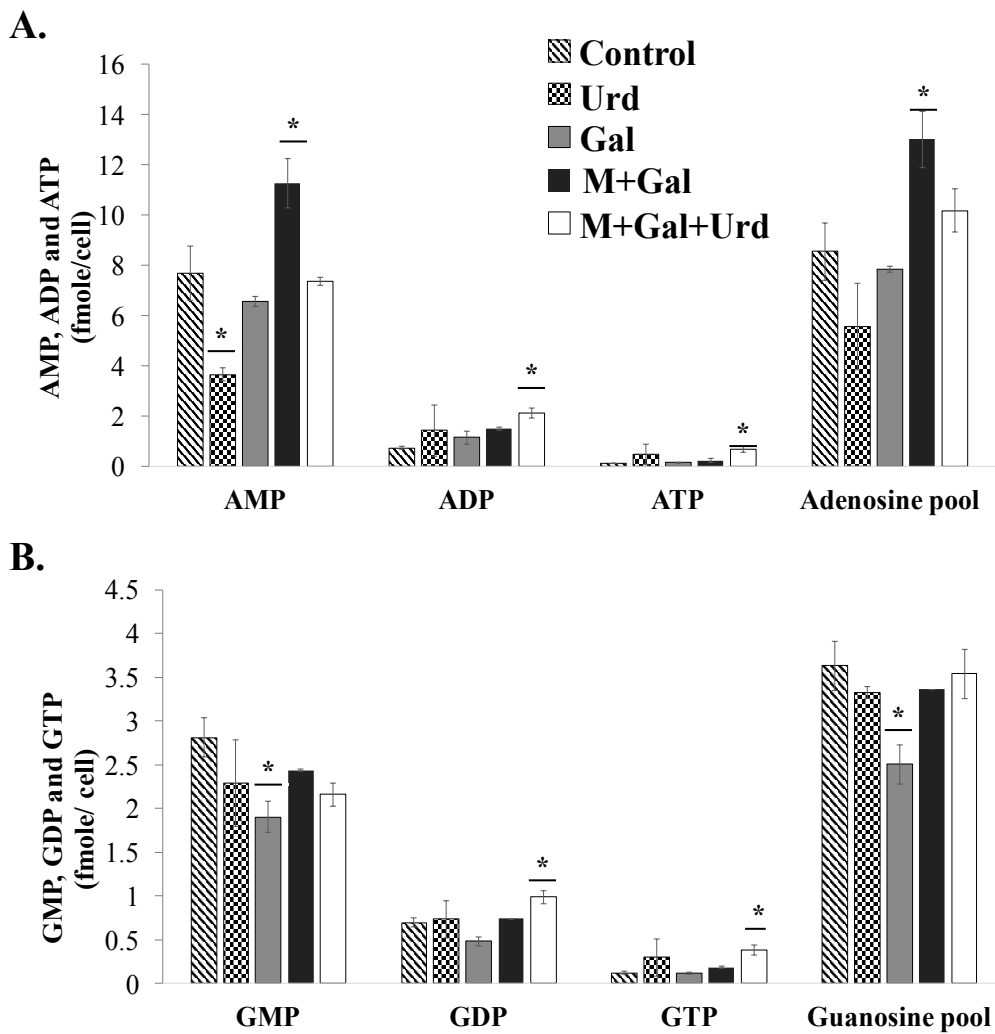 A.
Control
Urd
Gal
M+Gal
M+Gal+Urd
AMP, ADP and ATP
(fmole/cell)
16
14
12
10
8
6
4
2
0
*
*
*
*
*
AMP ADP ATP Adenosine pool
B.
GMP, GDP and GTP
(fmole/ cell)
4.5
4
3.5
3
2.5
2
1.5
1
0.5
0
*
*
*
*
GMP GDP GTP Guanosine pool